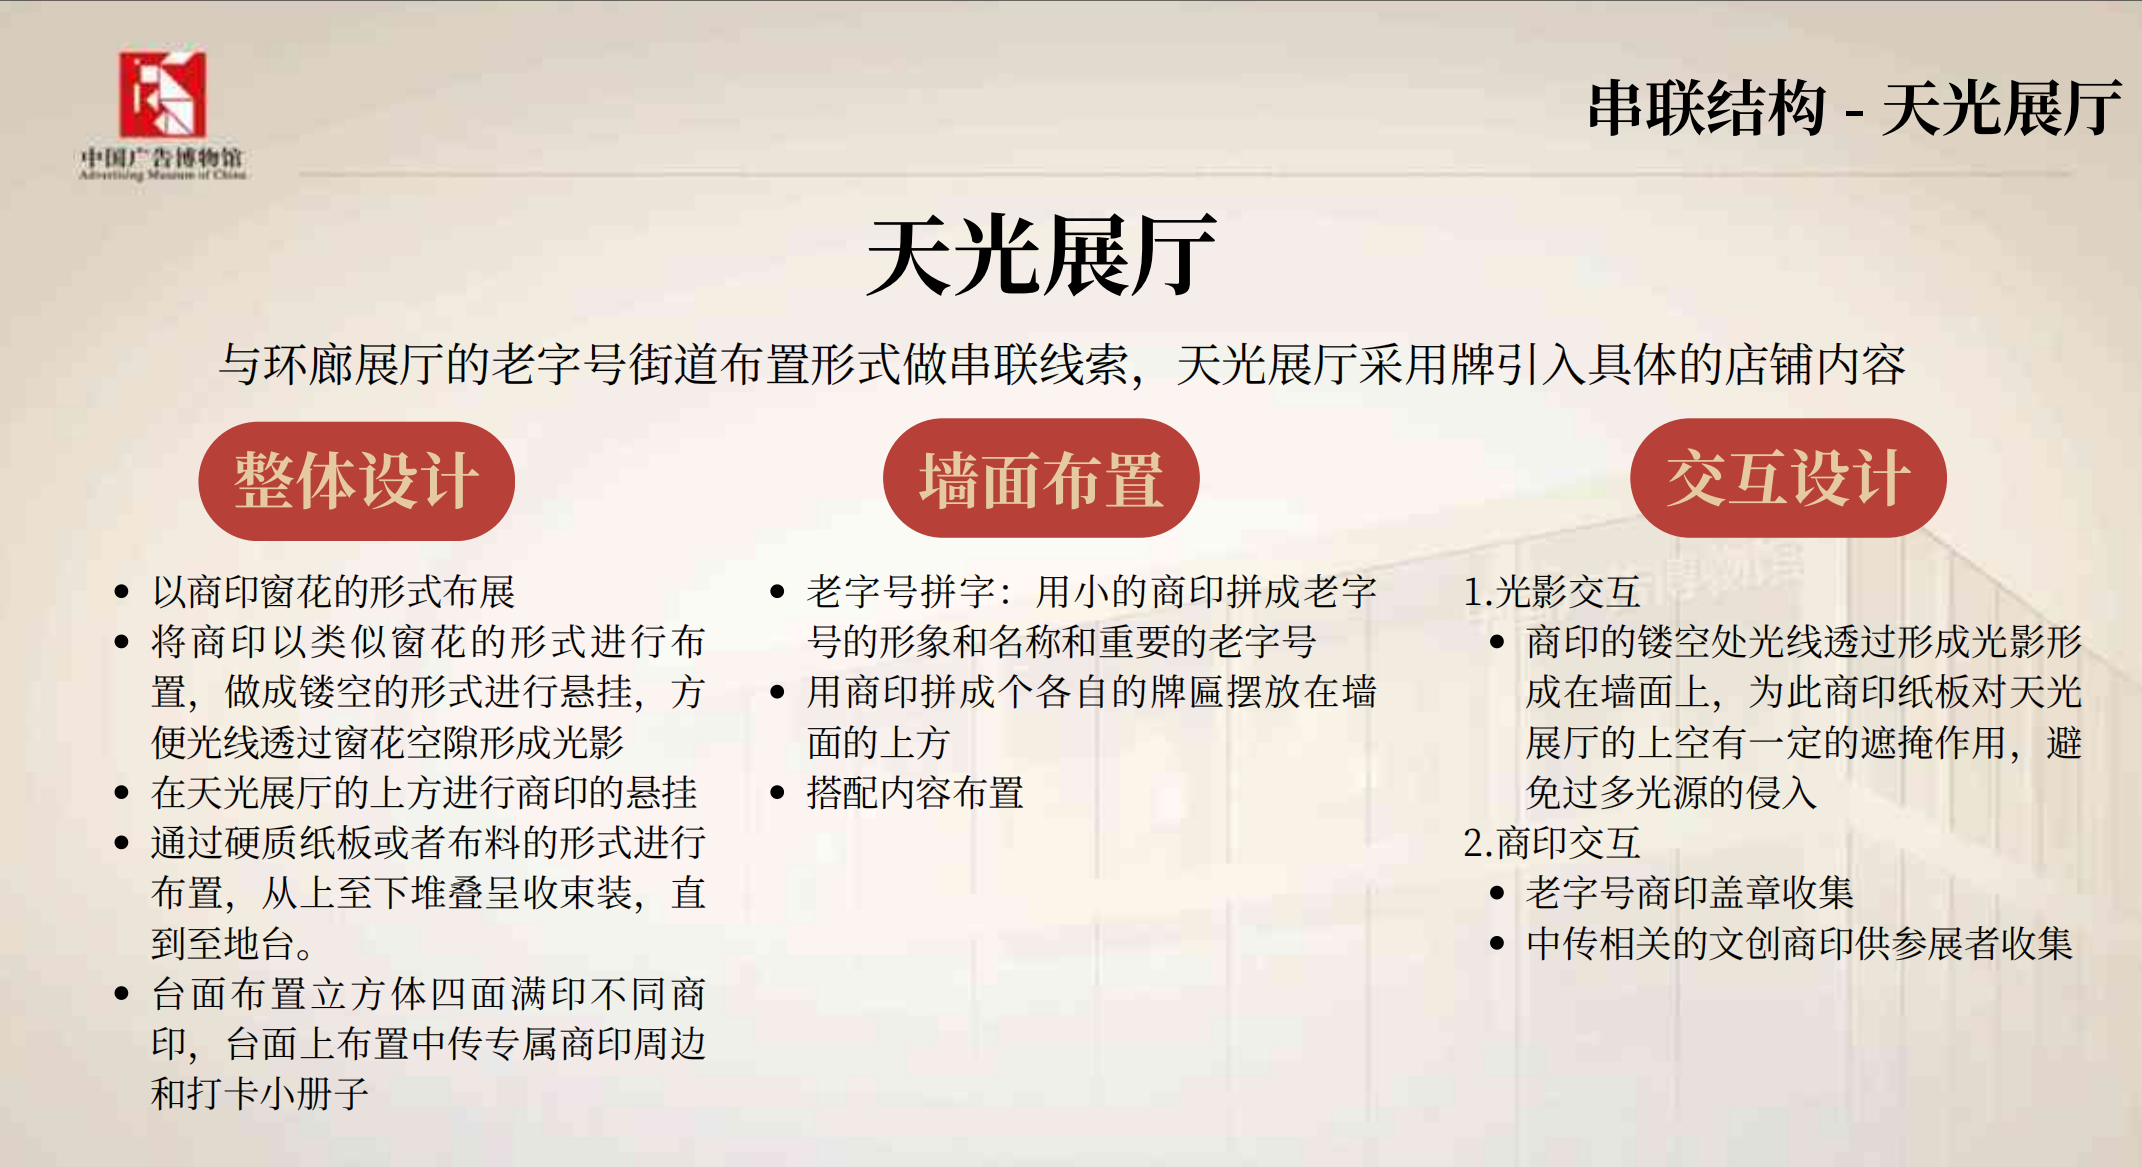 中国广告博物馆
Advertising Museum of China
串联结构 - 天光展厅
天光展厅
与环廊展厅的老字号街道布置形式做串联线索，天光展厅采用牌引入具体的店铺内容
整体设计
• 以商印窗花的形式布展
• 将商印以类似窗花的形式进行布
置，做成镂空的形式进行悬挂，方
便光线透过窗花空隙形成光影
• 在天光展厅的上方进行商印的悬挂
• 通过硬质纸板或者布料的形式进行
布置，从上至下堆叠呈收束装，直
到至地台。
• 台面布置立方体四面满印不同商
印，台面上布置中传专属商印周边
和打卡小册子
墙面布置
• 老字号拼字：用小的商印拼成老字
号的形象和名称和重要的老字号
• 用商印拼成个各自的牌匾摆放在墙
面的上方
• 搭配内容布置
交互设计
1.光影交互
• 商印的镂空处光线透过形成光影形
成在墙面上，为此商印纸板对天光
展厅的上空有一定的遮掩作用，避
免过多光源的侵入
2.商印交互
• 老字号商印盖章收集
• 中传相关的文创商印供参展者收集